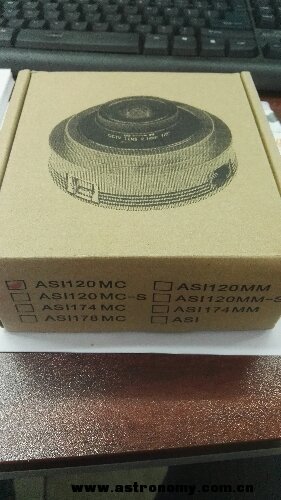 ASI120MC ASI120MM
ASI120MC-S ASI120MM-S
ASI174MC ASI174MM
ASI178MC ASI
www.astronomy.com.cn